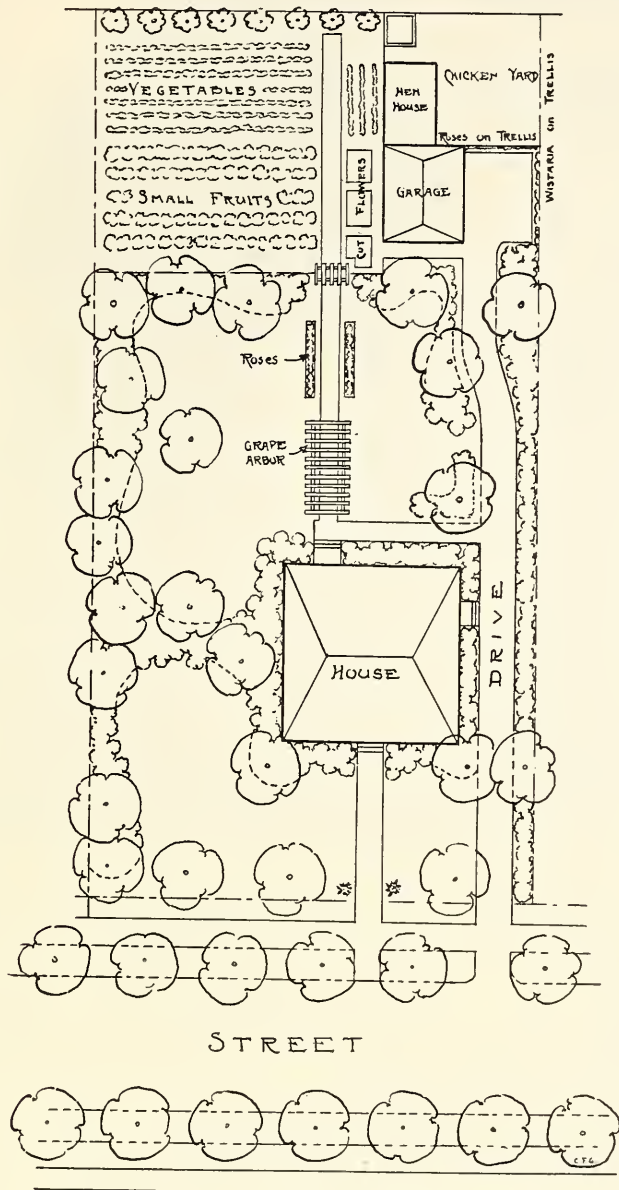 VEGETABLES
HEN
HOUSE
CHICKEN YARD
ROSES ON TRELLIS
WISTARIA ON TRELLIS
SMALL FRUITS
CUT FLOWERS
GARAGE
ROSES
GRAPE
ARBOR
HOUSE
DRIVE
STREET
C F G